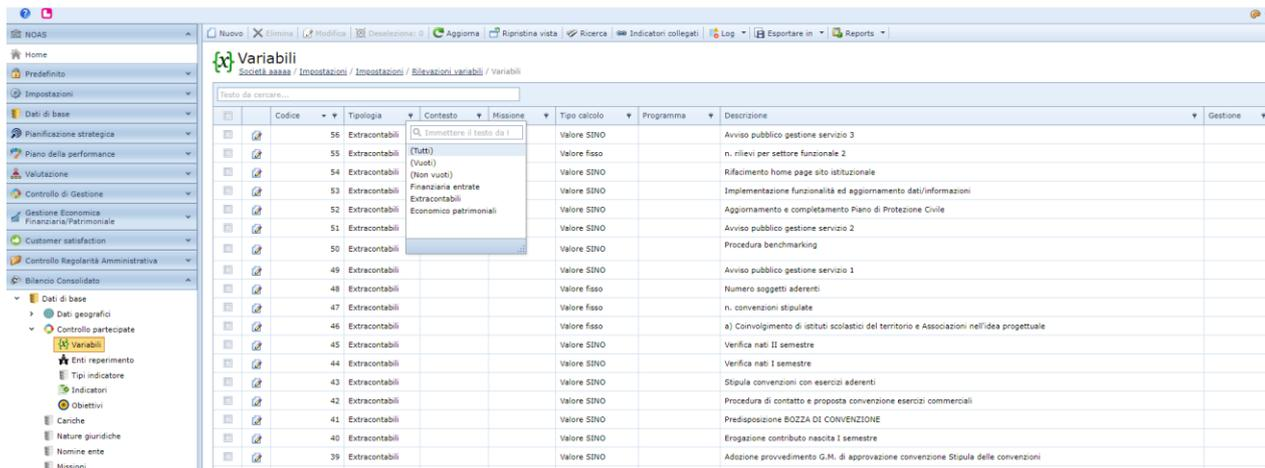 NOAS
Nuovo Elimina Modifica Deseleziona: 0 Aggiorna Ripristina vista Ricerca Indicatori collegati Log Esportare in Reports
Home
Predefinito
Impostazioni
Dati di base
Pianificazione strategica
Piano della performance
Valutazione
Controllo di Gestione
Gestione Economica
Finanziaria/Patrimoniale
Customer satisfaction
Controllo Regolarità Amministrativa
Bilancio Consolidato
Dati di base
Dati geografici
Controllo partecipate
{x} Variabili
Enti reperimento
Tipi indicatore
Indicatori
Obiettivi
Cariche
Nature giuridiche
Nomine ente
Missioni
{x} Variabili
Società aaaaa / Impostazioni / Impostazioni / Rilevazioni variabili / Variabili
Testo da cercare...
Codice Tipologia Contesto Missione Tipo calcolo Programma Descrizione Gestione
56 Extracontabili Valore SINO Avviso pubblico gestione servizio 3
55 Extracontabili Valore fisso n. rilievi per settore funzionale 2
54 Extracontabili Valore SINO Rifacimento home page sito istituzionale
53 Extracontabili Valore SINO Implementazione funzionalità ed aggiornamento dati/informazioni
52 Extracontabili Valore SINO Aggiornamento e completamento Piano di Protezione Civile
51 Extracontabili Valore SINO Avviso pubblico gestione servizio 2
50 Extracontabili Valore SINO Procedura benchmarking
49 Extracontabili Valore SINO Avviso pubblico gestione servizio 1
48 Extracontabili Valore fisso Numero soggetti aderenti
47 Extracontabili Valore fisso n. convenzioni stipulate
46 Extracontabili Valore fisso a) Coinvolgimento di istituti scolastici del territorio e Associazioni nell'idea progettuale
45 Extracontabili Valore SINO Verifica nati II semestre
44 Extracontabili Valore SINO Verifica nati I semestre
43 Extracontabili Valore SINO Stipula convenzioni con esercizi aderenti
42 Extracontabili Valore SINO Procedura di contatto e proposta convenzione esercizi commerciali
41 Extracontabili Valore SINO Predisposizione BOZZA DI CONVENZIONE
40 Extracontabili Valore SINO Erogazione contributo nascita I semestre
39 Extracontabili Valore SINO Adozione provvedimento G.M. di approvazione convenzione Stipula delle convenzioni
Immettere il testo da
(Tutti)
(Vuoti)
(Non vuoti)
Finanziaria entrate
Extracontabili
Economico patrimoniali